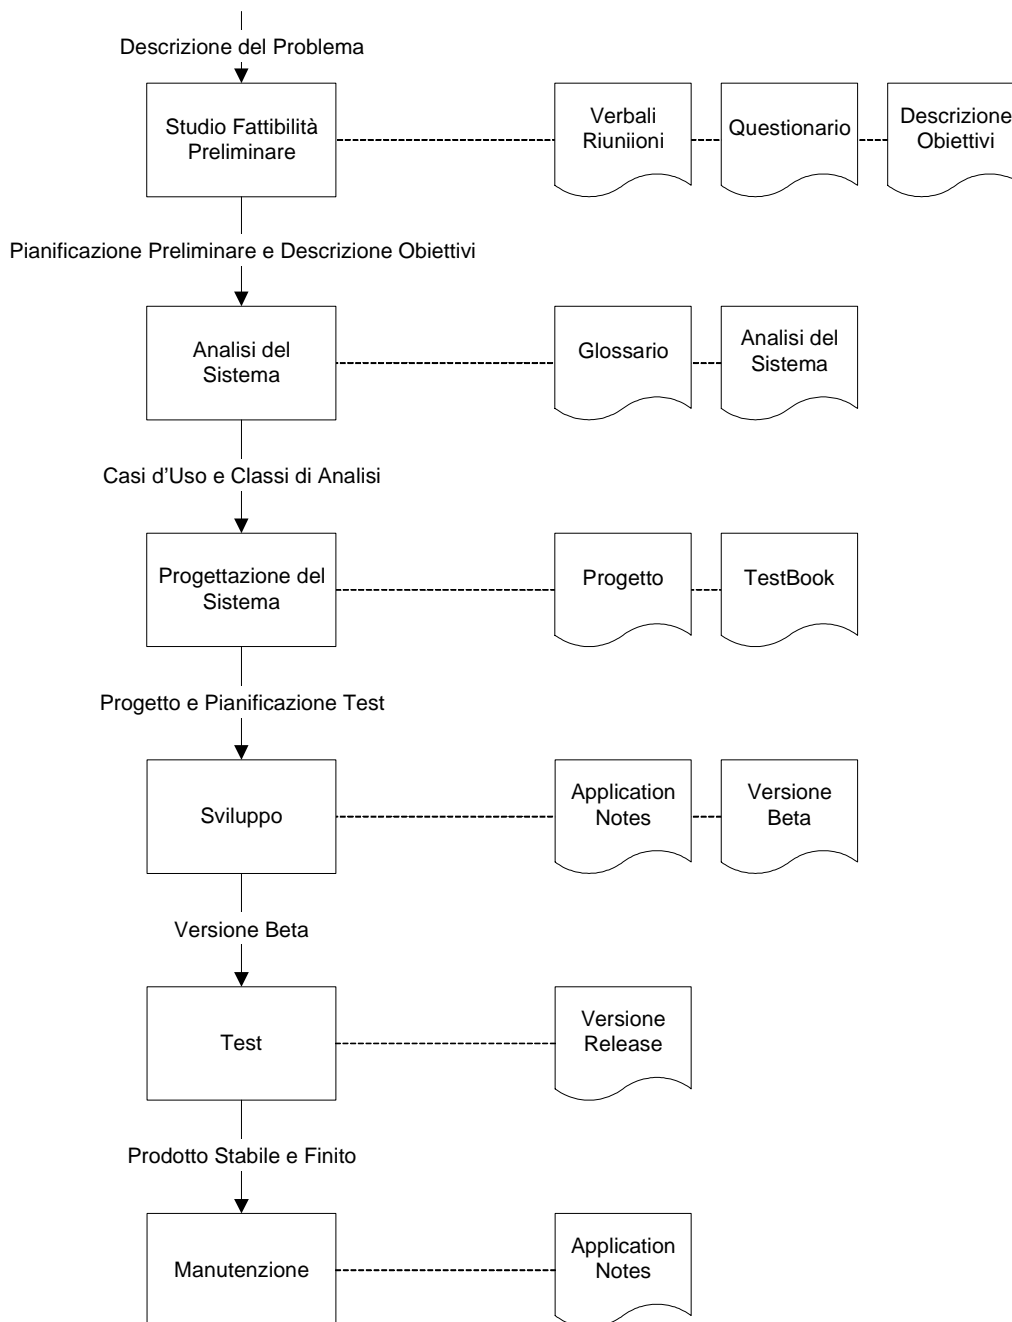 Descrizione del Problema
Studio Fattibilità
Preliminare
Verbali
Riuniioni
Questionario
Descrizione
Obiettivi
Pianificazione Preliminare e Descrizione Obiettivi
Analisi del
Sistema
Glossario
Analisi del
Sistema
Casi d'Uso e Classi di Analisi
Progettazione del
Sistema
Progetto
TestBook
Progetto e Pianificazione Test
Sviluppo
Application
Notes
Versione
Beta
Versione Beta
Test
Versione
Release
Prodotto Stabile e Finito
Manutenzione
Application
Notes